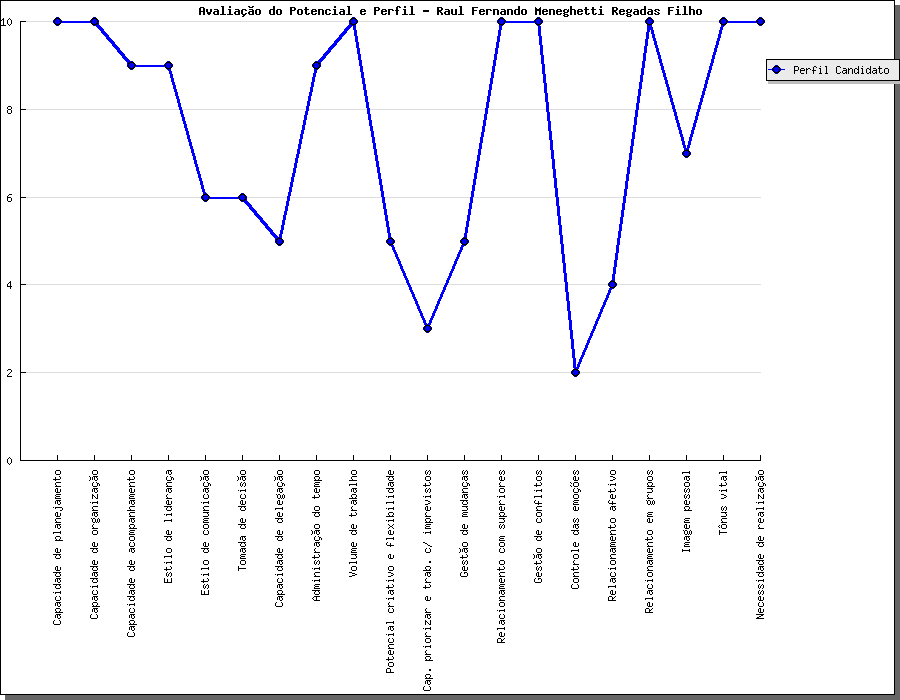 Avaliação do Potencial e Perfil - Raul Fernando Meneghetti Regadas Filho
10
8
6
4
2
0
Perfil Candidato
Capacidade de planejamento
Capacidade de organização
Capacidade de acompanhamento
Estilo de liderança
Estilo de comunicação
Tomada de decisão
Capacidade de delegação
Administração do tempo
Volume de trabalho
Potencial criativo e flexibilidade
Cap. priorizar e trab. c/ imprevistos
Gestão de mudanças
Relacionamento com superiores
Gestão de conflitos
Controle das emoções
Relacionamento afetivo
Relacionamento em grupos
Imagem pessoal
Tônus vital
Necessidade de realização